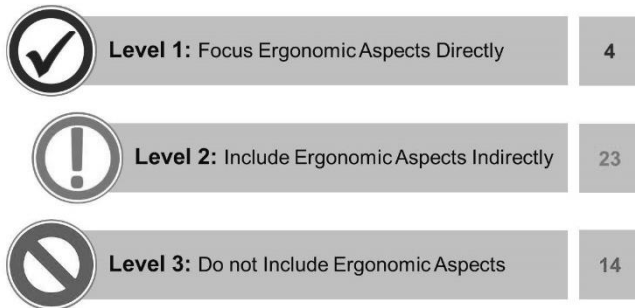 Level 1: Focus Ergonomic Aspects Directly 4
Level 2: Include Ergonomic Aspects Indirectly 23
Level 3: Do not Include Ergonomic Aspects 14